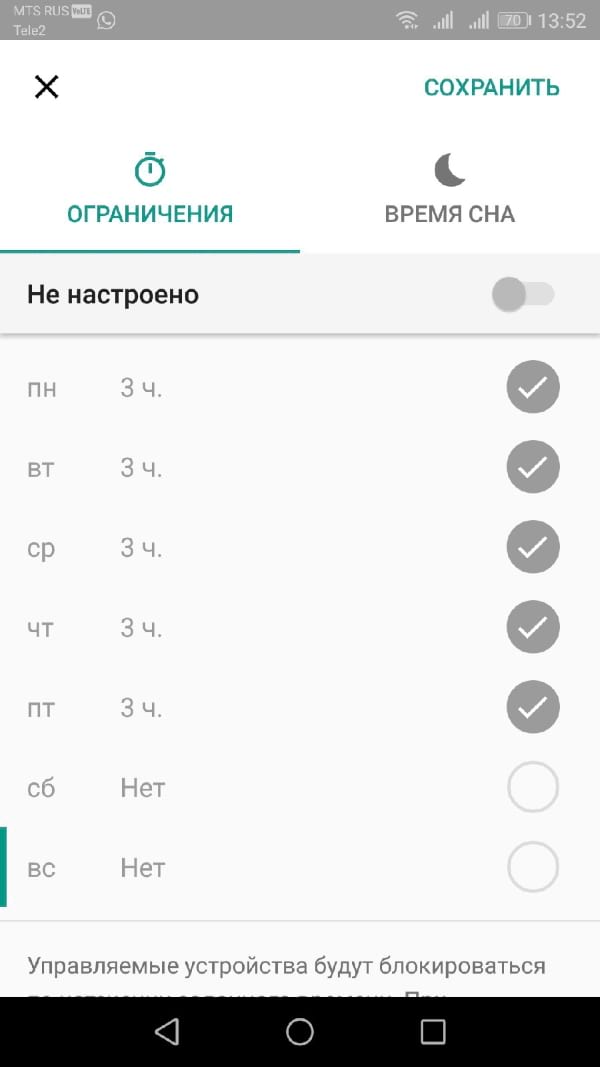 MTS RUS VoLTE
Tele2
70 13:52
СОХРАНИТЬ
ОГРАНИЧЕНИЯ ВРЕМЯ СНА
Не настроено
пн 3 ч.
вт 3 ч.
ср 3 ч.
чт 3 ч.
пт 3 ч.
сб Нет
вс Нет
Управляемые устройства будут блокироваться